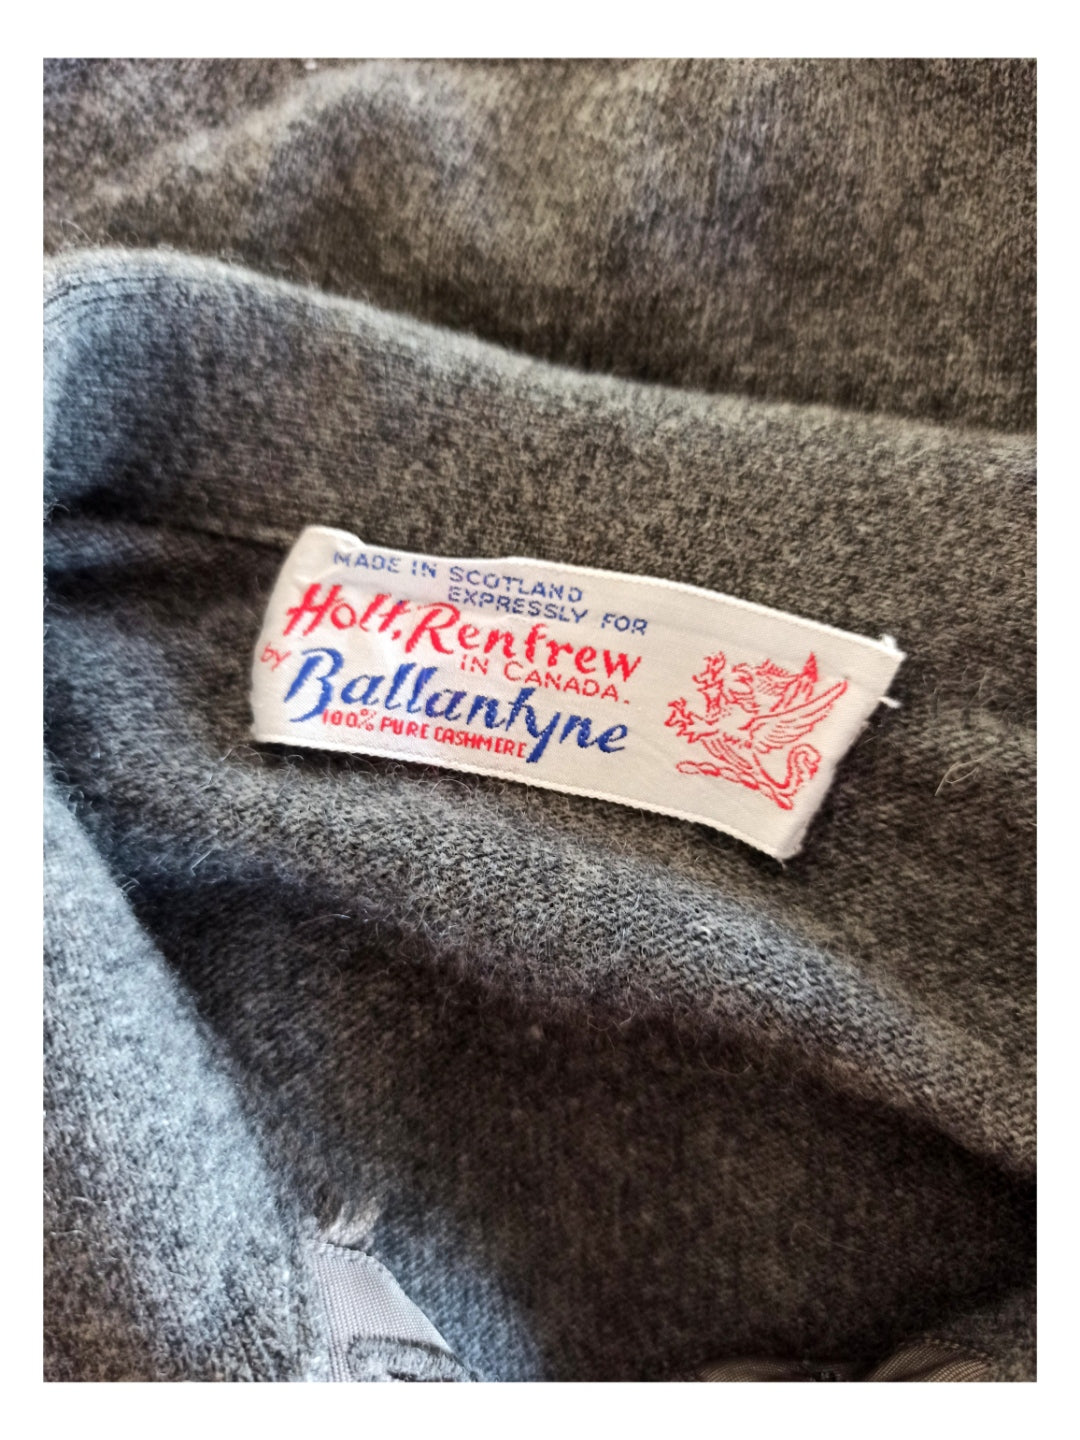 MADE IN SCOTLAND
EXPRESSLY FOR
Holt, Renfrew
IN CANADA.
by Ballantyne
100% PURE CASHMERE